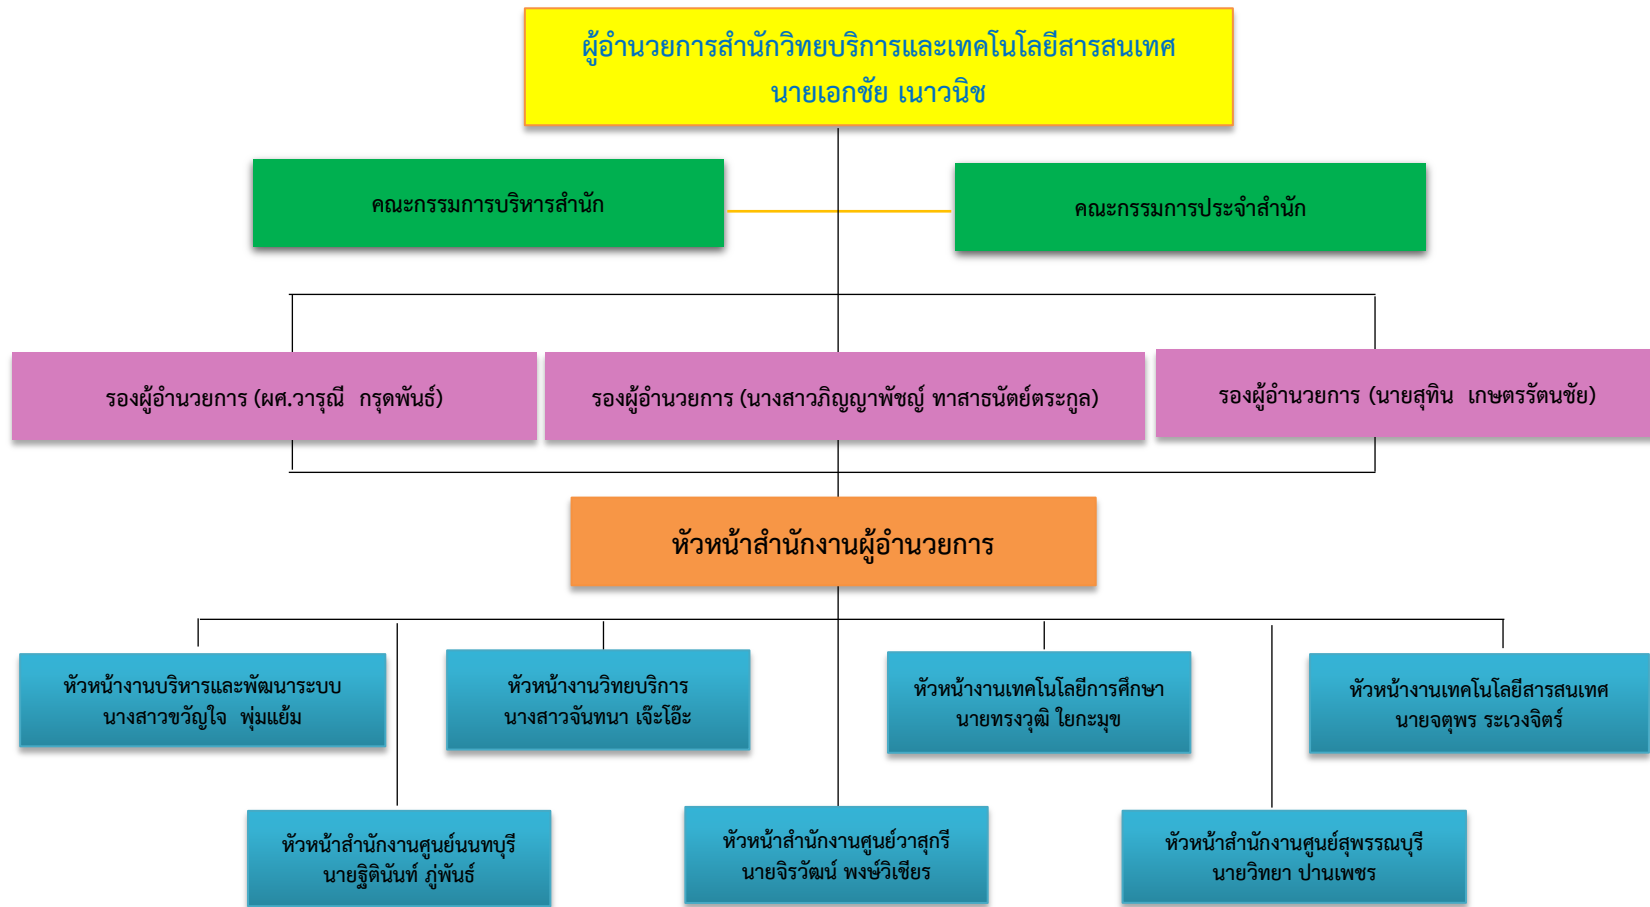 ผู้อำนวยการสำนักวิทยบริการและเทคโนโลยีสารสนเทศ
นายเอกชัย เนาวนิช
คณะกรรมการบริหารสำนัก
คณะกรรมการประจำสำนัก
รองผู้อำนวยการ (ผศ.วารุณี กรุดพันธ์)
รองผู้อำนวยการ (นางสาวภิญญาพัชญ์ ทาสาธนัตย์ตระกูล)
รองผู้อำนวยการ (นายสุทิน เกษตรรัตนชัย)
หัวหน้าสำนักงานผู้อำนวยการ
หัวหน้างานบริหารและพัฒนาระบบ
นางสาวขวัญใจ พุ่มแย้ม
หัวหน้างานวิทยบริการ
นางสาวจันทนา เจ๊ะโอ๊ะ
หัวหน้างานเทคโนโลยีการศึกษา
นายทรงวุฒิ ใยกะมุข
หัวหน้างานเทคโนโลยีสารสนเทศ
นายจตุพร ระเวงจิตร์
หัวหน้าสำนักงานศูนย์นนทบุรี
นายฐิตินันท์ ภู่พันธ์
หัวหน้าสำนักงานศูนย์วาสุกรี
นายจิรวัฒน์ พงษ์วิเชียร
หัวหน้าสำนักงานศูนย์สุพรรณบุรี
นายวิทยา ปานเพชร